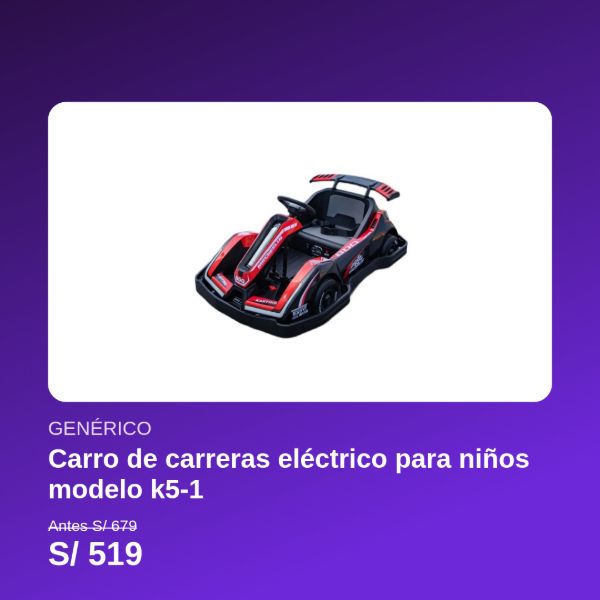 GENÉRICO
Carro de carreras eléctrico para niños
modelo k5-1
Antes S/ 679
S/ 519